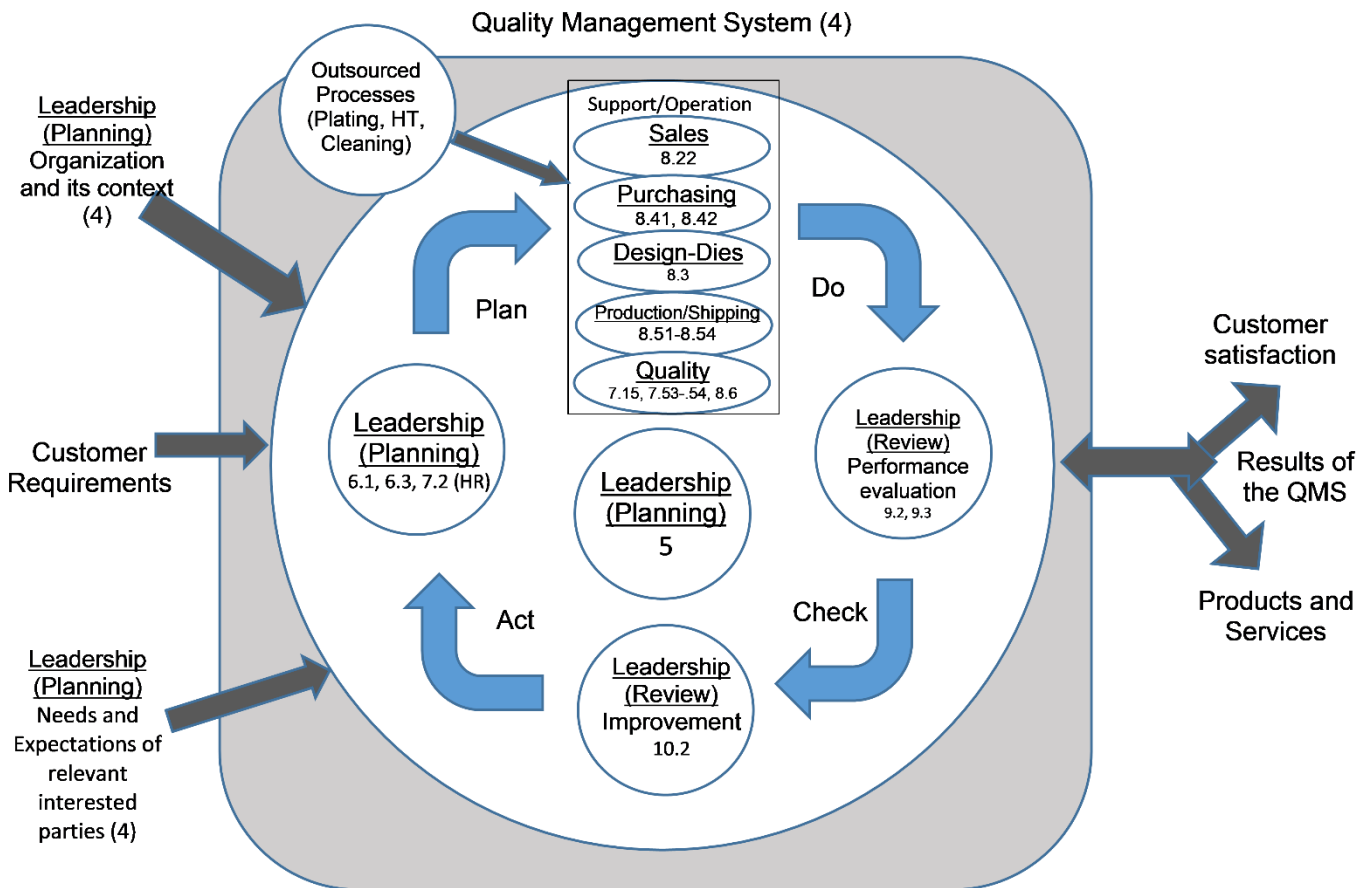 Quality Management System (4)
Outsourced
Processes
(Plating, HT,
Cleaning)
Leadership
(Planning)
Organization
and its context
(4)
Support/Operation
Sales
8.22
Purchasing
8.41, 8.42
Design-Dies
8.3
Production/Shipping
8.51-8.54
Quality
7.15, 7.53-.54, 8.6
Plan
Do
Customer
satisfaction
Customer
Requirements
Leadership
(Planning)
6.1, 6.3, 7.2 (HR)
Leadership
(Planning)
5
Leadership
(Review)
Performance
evaluation
9.2, 9.3
Results of
the QMS
Act
Check
Products and
Services
Leadership
(Planning)
Needs and
Expectations of
relevant
interested
parties (4)
Leadership
(Review)
Improvement
10.2